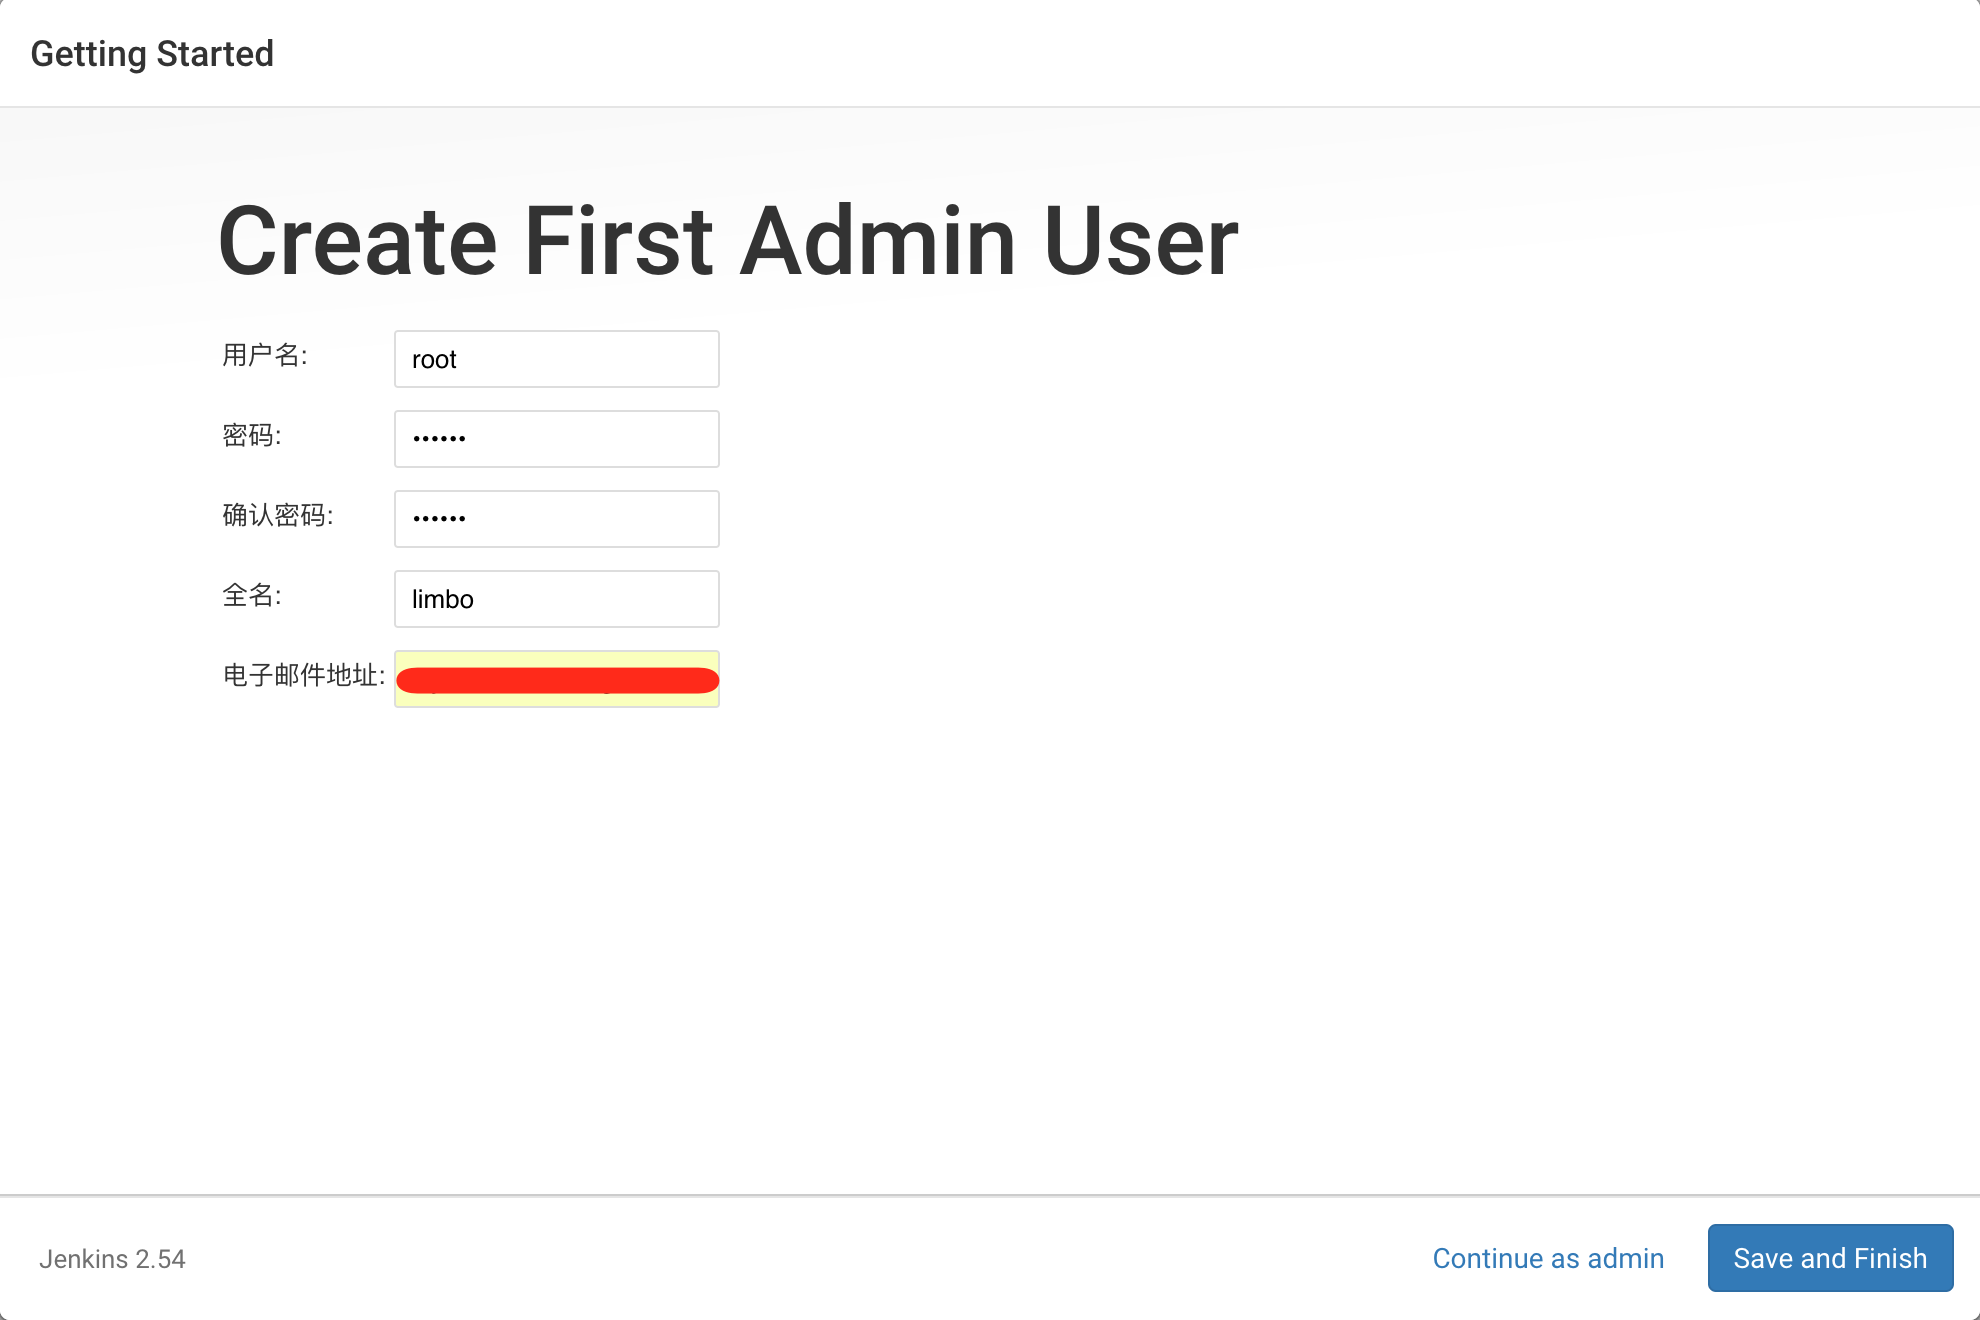 Getting Started
Create First Admin User
用户名: root
密码: ••••••
确认密码: ••••••
全名: limbo
电子邮件地址:
Jenkins 2.54 Continue as admin Save and Finish